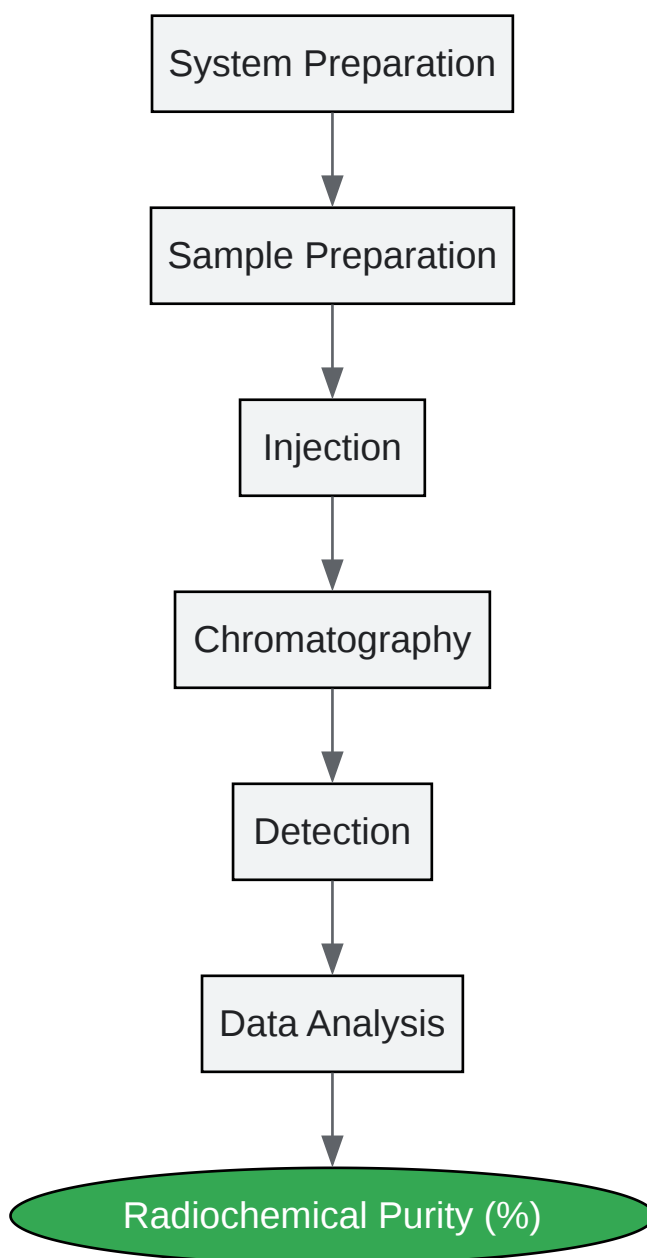 System Preparation
Sample Preparation
Injection
Chromatography
Detection
Data Analysis
Radiochemical Purity (%)